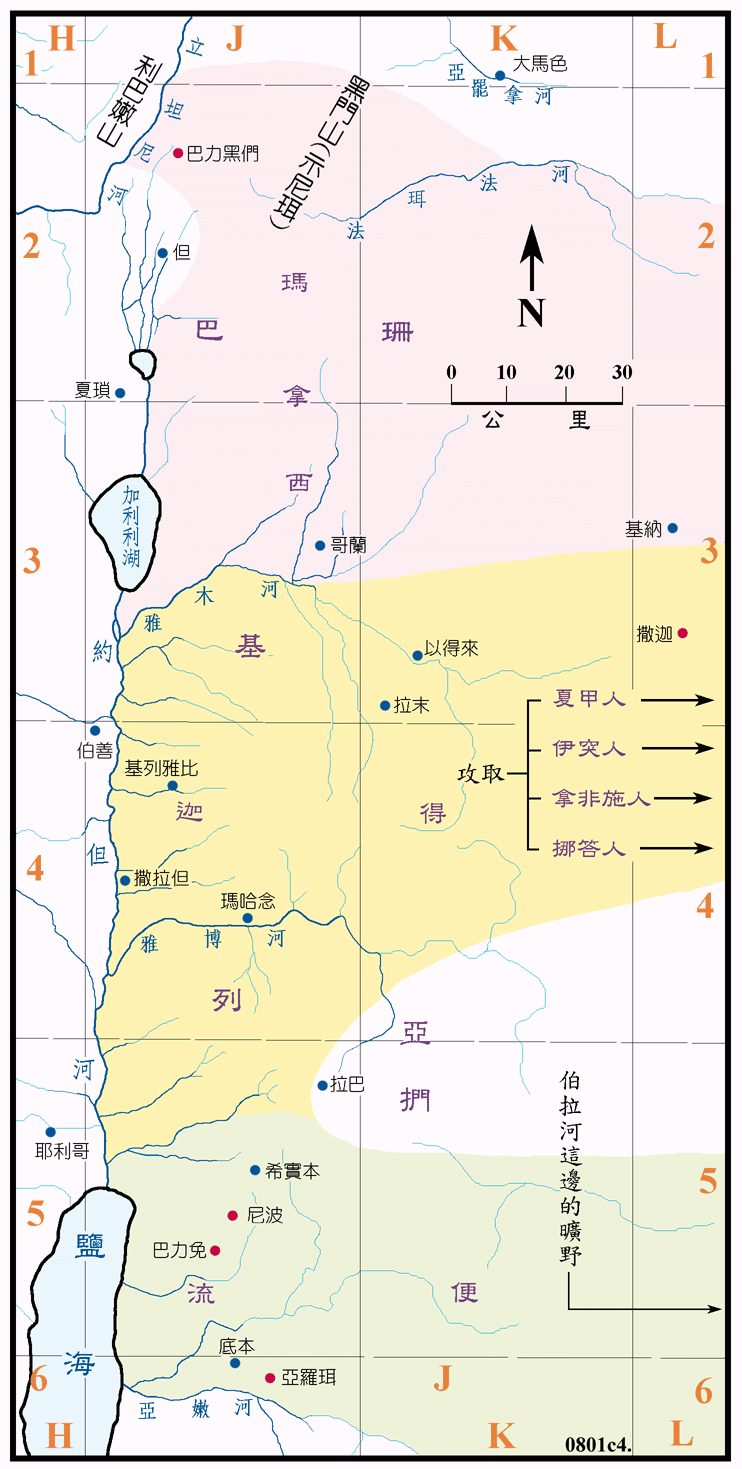 H J K L
1 1
立坦尼河
利巴嫩山
大馬色
亞罷拿河
黑門山(示尼珥)
巴力黑們
法珥法河
2 2
但
瑪拿西
巴珊
N
0 10 20 30
公里
夏瑣
加利利湖
3 3
哥蘭
基納
雅木河
撒迦
約但河
基列
以得來
拉末
夏甲人
伊突人
攻取
拿非施人
挪答人
伯善
基列雅比
迦得
4 4
撒拉但
瑪哈念
雅博河
亞捫
拉巴
伯拉河這邊的曠野
耶利哥
5 5
希實本
尼波
巴力免
鹽海
流便
底本
亞羅珥
6 6
亞嫩河
J
H K L
0801c4.